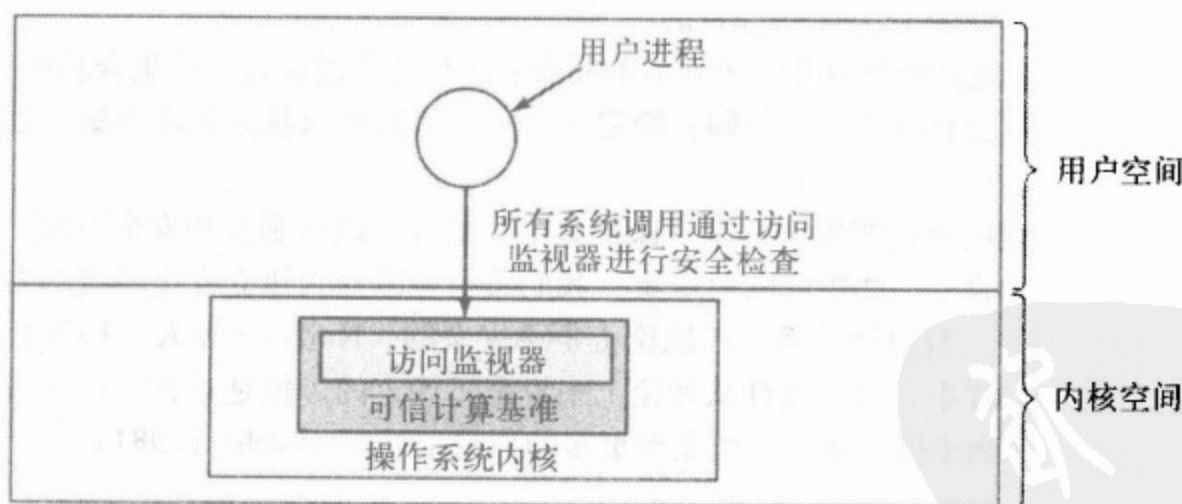 用户进程
用户空间
所有系统调用通过访问
监视器进行安全检查
访问监视器
可信计算基准
操作系统内核
内核空间